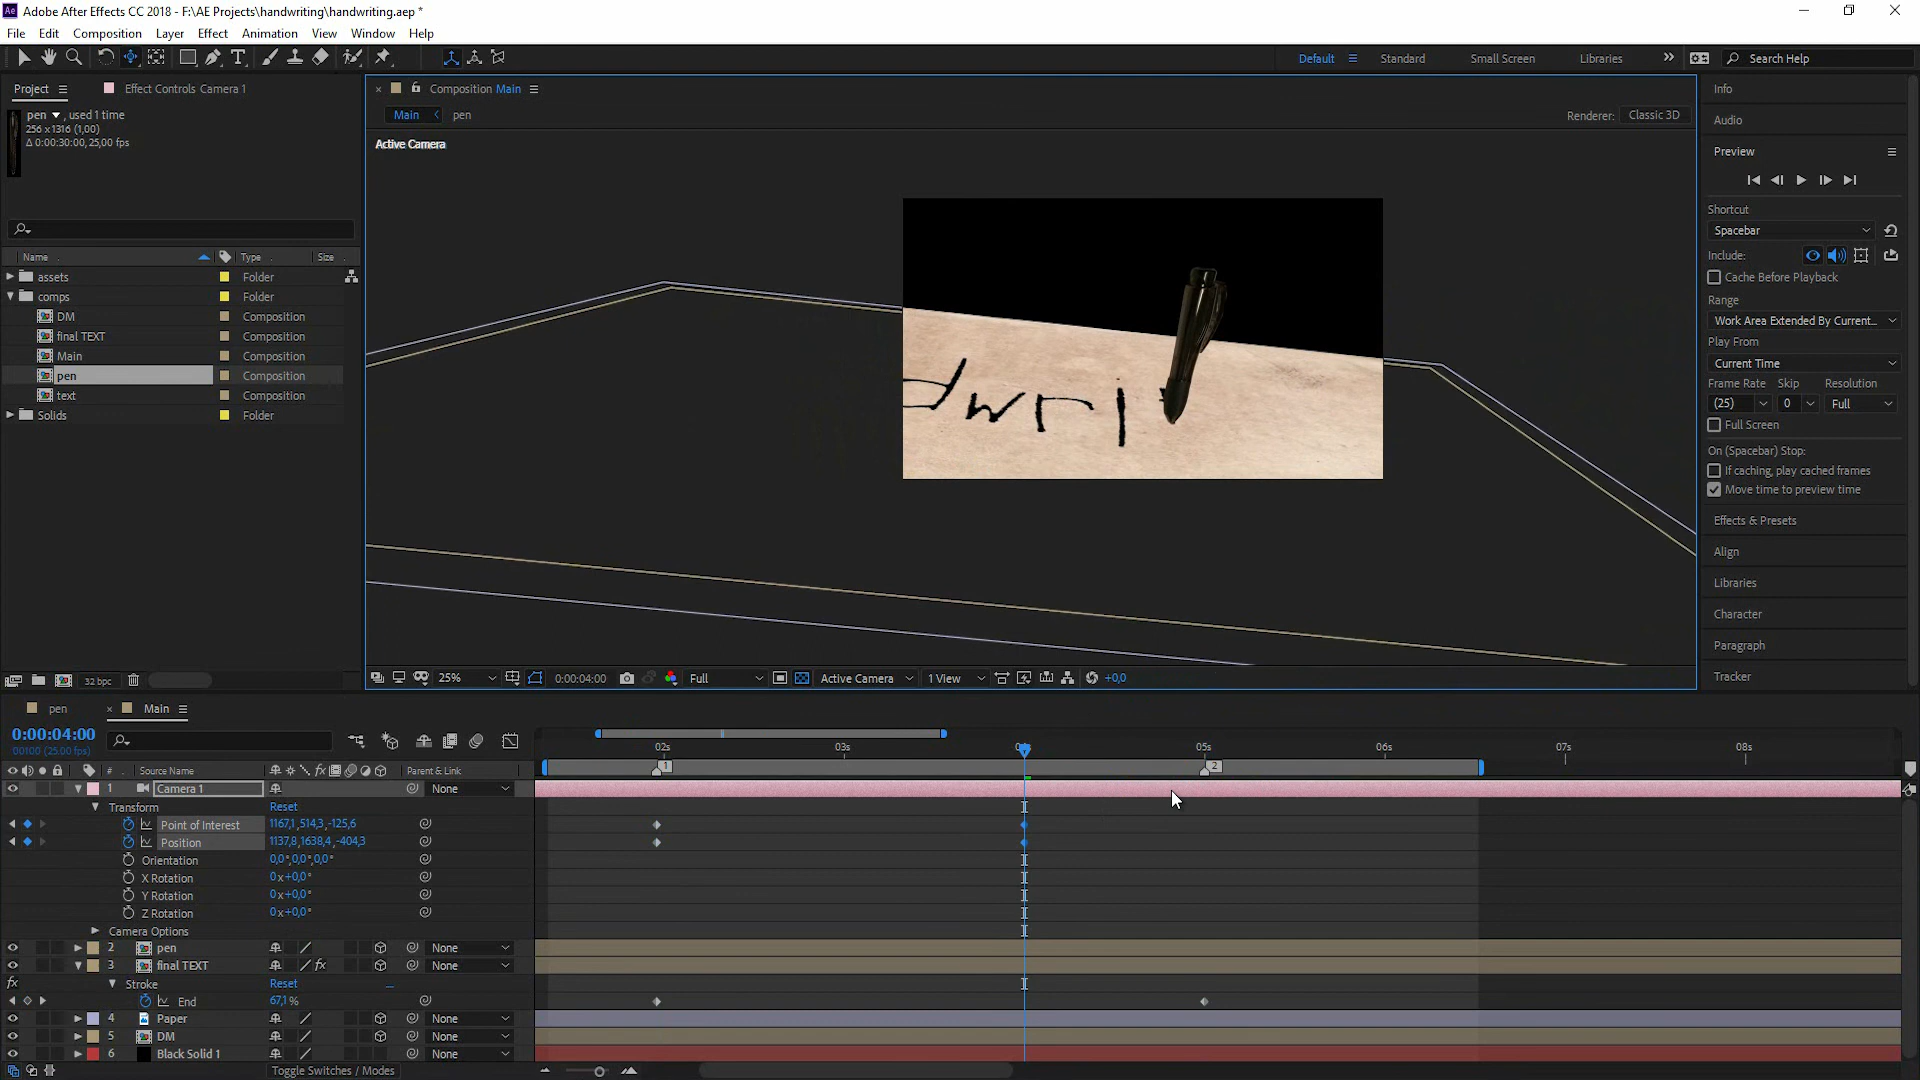 Ae Adobe After Effects CC 2018 - F:\AE Projects\handwriting\handwriting.aep *
File Edit Composition Layer Effect Animation View Window Help
Default Standard Small Screen Libraries Search Help
Project Effect Controls Camera 1
pen , used 1 time
256 x 1316 (1,00)
Δ 0:00:30:00, 25,00 fps
Name Type Size
assets Folder
comps Folder
DM Composition
final TEXT Composition
Main Composition
pen Composition
text Composition
Solids Folder
32 bpc
Composition Main
Main pen
Renderer: Classic 3D
Active Camera
dwri
25% 0:00:04:00 Full Active Camera 1 View +0,0
Info
Audio
Preview
Shortcut
Spacebar
Include:
Cache Before Playback
Range
Work Area Extended By Current...
Play From
Current Time
Frame Rate Skip Resolution
(25) 0 Full
Full Screen
On (Spacebar) Stop:
If caching, play cached frames
Move time to preview time
Effects & Presets
Align
Libraries
Character
Paragraph
Tracker
pen Main
0:00:04:00
00100 (25.00 fps)
02s 03s 05s 06s 07s 08s
1 2
# Source Name Parent & Link
1 Camera 1 None
Transform Reset
Point of Interest 1167,1,514,3,-125,6
Position 1137,8,1638,4,-404,3
Orientation 0,0°,0,0°,0,0°
X Rotation 0x+0,0°
Y Rotation 0x+0,0°
Z Rotation 0x+0,0°
Camera Options
2 pen None
3 final TEXT fx None
fx Stroke Reset
End 67,1%
4 Paper None
5 DM None
6 Black Solid 1 None
Toggle Switches / Modes